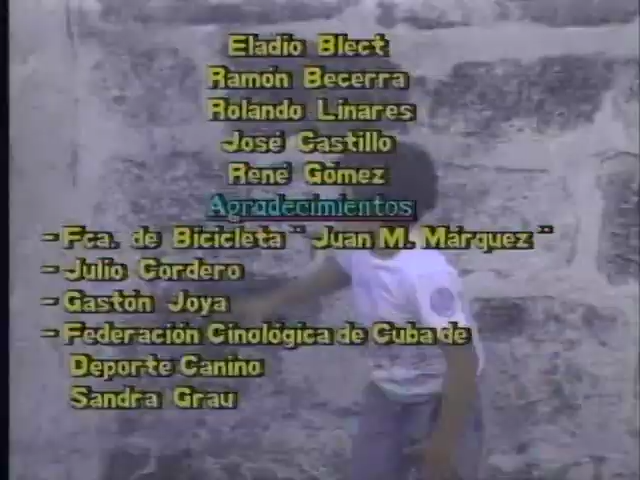 Eladio Blect
Ramón Becerra
Rolando Linares
José Castillo
René Gómez
Agradecimientos
- Fca. de Bicicleta " Juan M. Márquez "
- Julio Cordero
- Gastón Joya
- Federación Cinológica de Cuba de
Deporte Canino
Sandra Grau